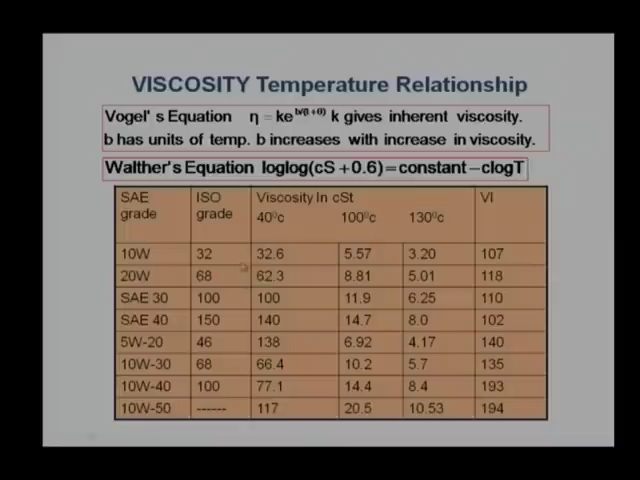 VISCOSITY Temperature Relationship
Vogel' s Equation η = ke^b/(t+θ) k gives inherent viscosity.
b has units of temp. b increases with increase in viscosity.
Walther's Equation loglog(cS+0.6)=constant-clogT
SAE grade ISO grade Viscosity In cSt VI
40⁰c 100⁰c 130⁰c
10W 32 32.6 5.57 3.20 107
20W 68 62.3 8.81 5.01 118
SAE 30 100 100 11.9 6.25 110
SAE 40 150 140 14.7 8.0 102
5W-20 46 138 6.92 4.17 140
10W-30 68 66.4 10.2 5.7 135
10W-40 100 77.1 14.4 8.4 193
10W-50 ------ 117 20.5 10.53 194